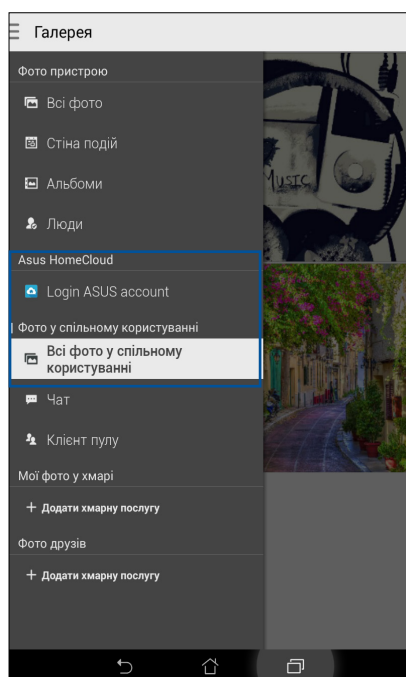 Галерея
Фото пристрою
Всі фото
Стіна подій
Альбоми
Люди
Asus HomeCloud
Login ASUS account
Фото у спільному користуванні
Всі фото у спільному
користуванні
Чат
Клієнт пулу
Мої фото у хмарі
+ Додати хмарну послугу
Фото друзів
+ Додати хмарну послугу
MUSIC